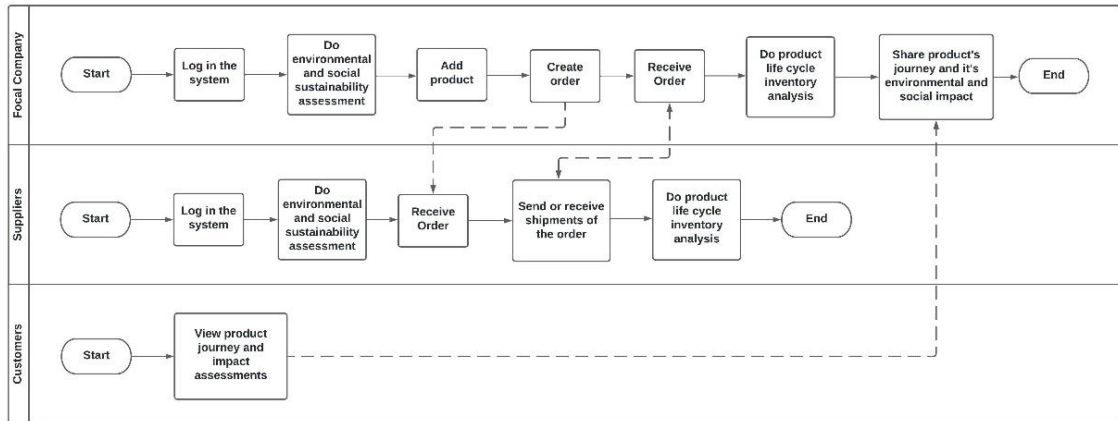 Focal Company
Start
Log in the
system
Do
environmental
and social
sustainability
assessment
Add
product
Create
order
Receive
Order
Do product
life cycle
inventory
analysis
Share product's
journey and it's
environmental and
social impact
End
Suppliers
Start
Log in the
system
Do
environmental
and social
sustainability
assessment
Receive
Order
Send or receive
shipments of
the order
Do product
life cycle
inventory
analysis
End
Customers
Start
View product
journey and
impact
assessments